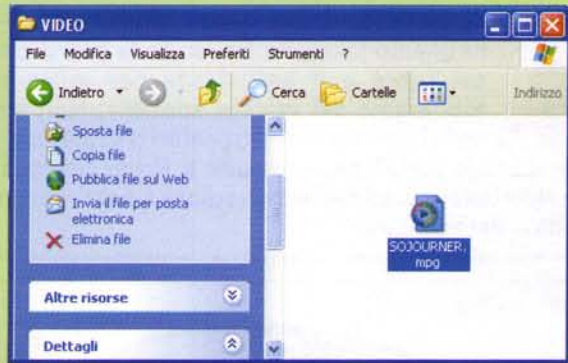 VIDEO
File Modifica Visualizza Preferiti Strumenti ?
Indietro Cerca Cartelle Indirizzo
Sposta file
Copia file
Pubblica file sul Web
Invia il file per posta
elettronica
Elimina file
SOJOURNER.
mpg
Altre risorse
Dettagli